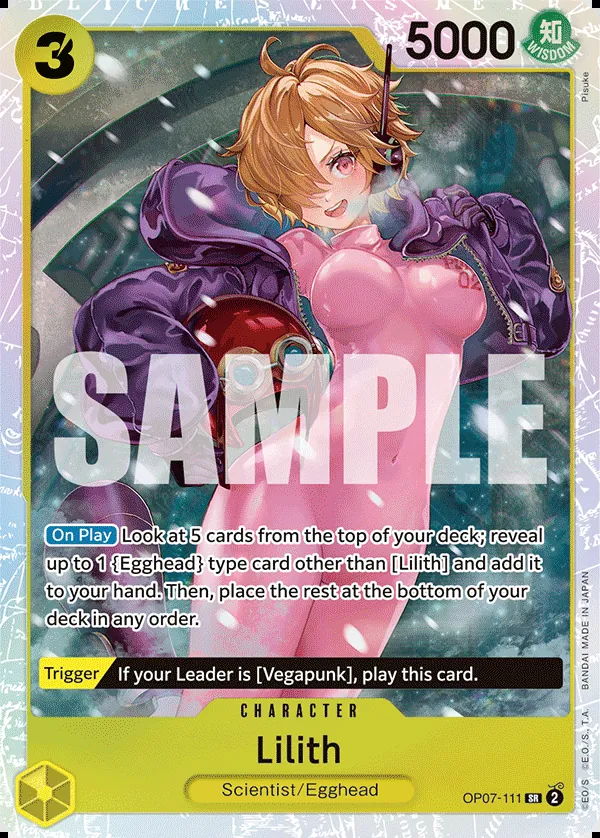 3
5000
知
WISDOM
Pisuke
02
SAMPLE
On Play Look at 5 cards from the top of your deck; reveal
up to 1 {Egghead} type card other than [Lilith] and add it
to your hand. Then, place the rest at the bottom of your
deck in any order.
Trigger If your Leader is [Vegapunk], play this card.
CHARACTER
Lilith
Scientist/Egghead
OP07-111 SR 2
©E.O/S ©E.O./S., T.A. BANDAI MADE IN JAPAN